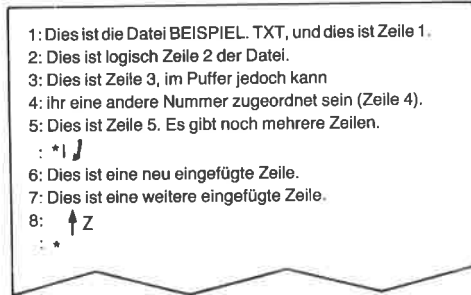 1: Dies ist die Datei BEISPIEL. TXT, und dies ist Zeile 1.
2: Dies ist logisch Zeile 2 der Datei.
3: Dies ist Zeile 3, im Puffer jedoch kann
4: ihr eine andere Nummer zugeordnet sein (Zeile 4).
5: Dies ist Zeile 5. Es gibt noch mehrere Zeilen.
: *I
6: Dies ist eine neu eingefügte Zeile.
7: Dies ist eine weitere eingefügte Zeile.
8: ↑ Z
: *